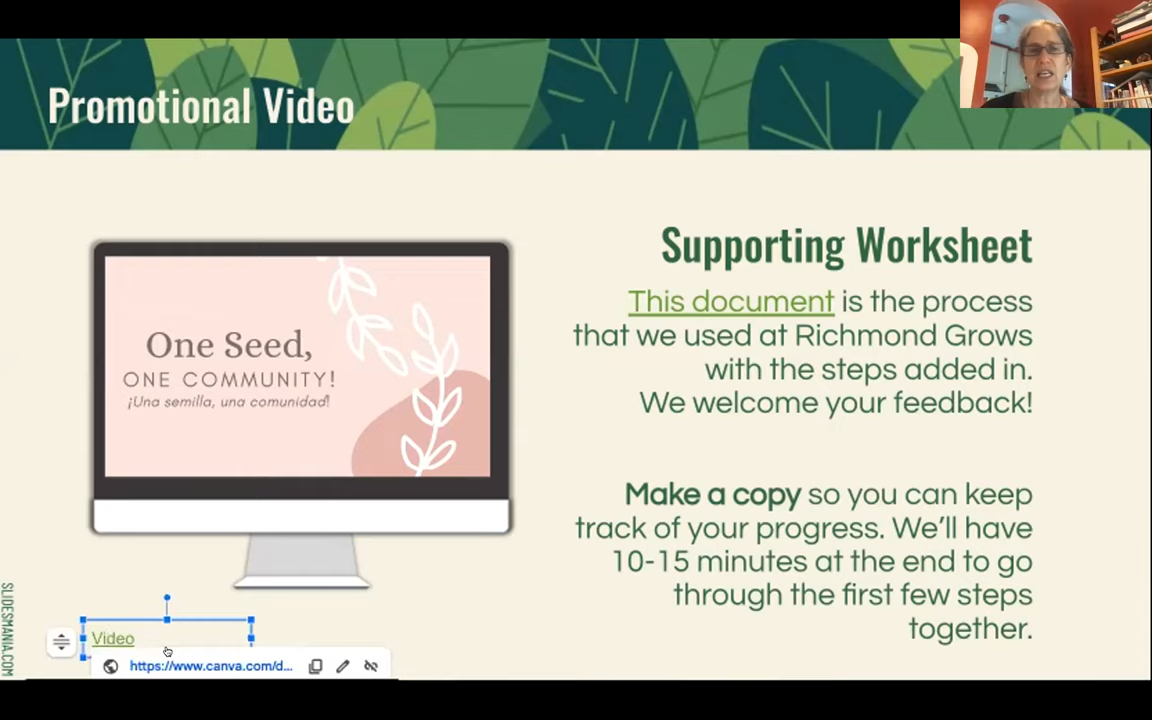 Promotional Video
One Seed,
ONE COMMUNITY!
¡Una semilla, una comunidad!
Supporting Worksheet
This document is the process
that we used at Richmond Grows
with the steps added in.
We welcome your feedback!
Make a copy so you can keep
track of your progress. We’ll have
10-15 minutes at the end to go
through the first few steps
together.
Video
https://www.canva.com/d...
SLIDESMANIA.COM